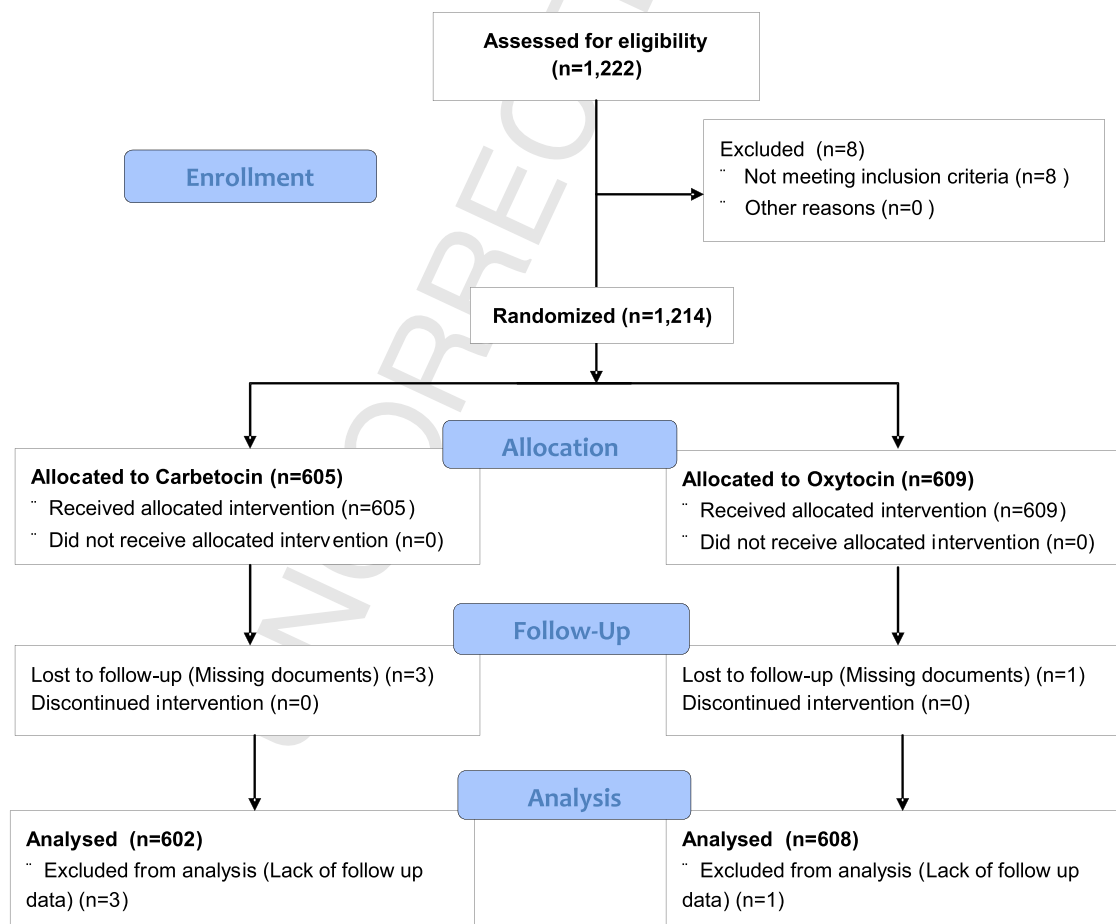 Assessed for eligibility
(n=1,222)
Excluded (n=8)
¨ Not meeting inclusion criteria (n=8 )
¨ Other reasons (n=0 )
Enrollment
Randomized (n=1,214)
Allocation
Allocated to Carbetocin (n=605)
¨ Received allocated intervention (n=605)
¨ Did not receive allocated intervention (n=0)
Allocated to Oxytocin (n=609)
¨ Received allocated intervention (n=609)
¨ Did not receive allocated intervention (n=0)
Follow-Up
Lost to follow-up (Missing documents) (n=3)
Discontinued intervention (n=0)
Lost to follow-up (Missing documents) (n=1)
Discontinued intervention (n=0)
Analysis
Analysed (n=602)
¨ Excluded from analysis (Lack of follow up
data) (n=3)
Analysed (n=608)
¨ Excluded from analysis (Lack of follow up
data) (n=1)